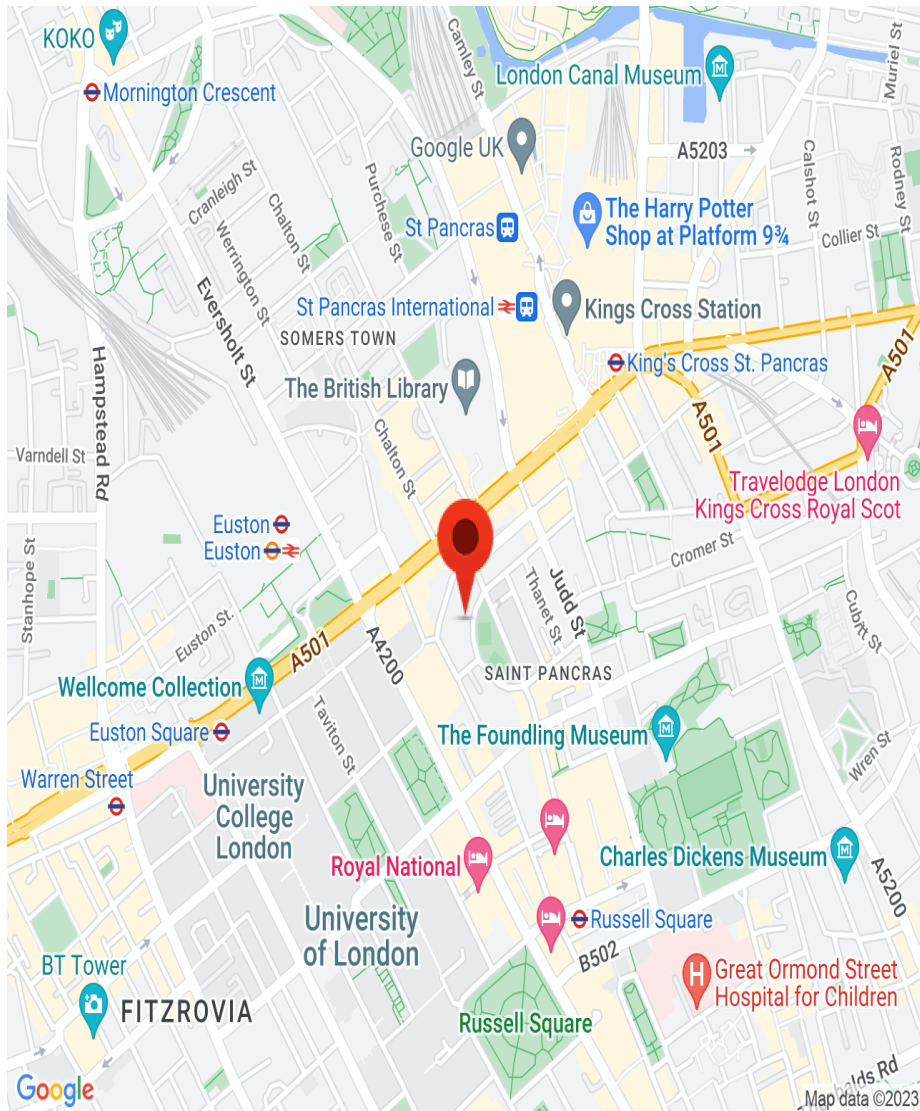 KOKO
Mornington Crescent
Camley St
London Canal Museum
Muriel St
Google UK
A5203
Cranleigh St
Purchese St
Chalton St
Calshot St
Rodney St
Werrington St
St Pancras
The Harry Potter
Shop at Platform 9¾
Collier St
Eversholt St
St Pancras International
Kings Cross Station
SOMERS TOWN
Hampstead Rd
The British Library
King's Cross St. Pancras
A501
A501
Chalton St
Varndell St
Travelodge London
Kings Cross Royal Scot
Euston
Euston
Cromer St
Stanhope St
Judd St
Thanet St
Cubitt St
Euston St.
A501
A4200
SAINT PANCRAS
Wellcome Collection
Euston Square
Taviton St
The Foundling Museum
Wren St
Warren Street
University
College
London
Royal National
Charles Dickens Museum
A5200
University
of London
Russell Square
B502
BT Tower
Great Ormond Street
Hospital for Children
FITZROVIA
Russell Square
Google
Map data ©2023